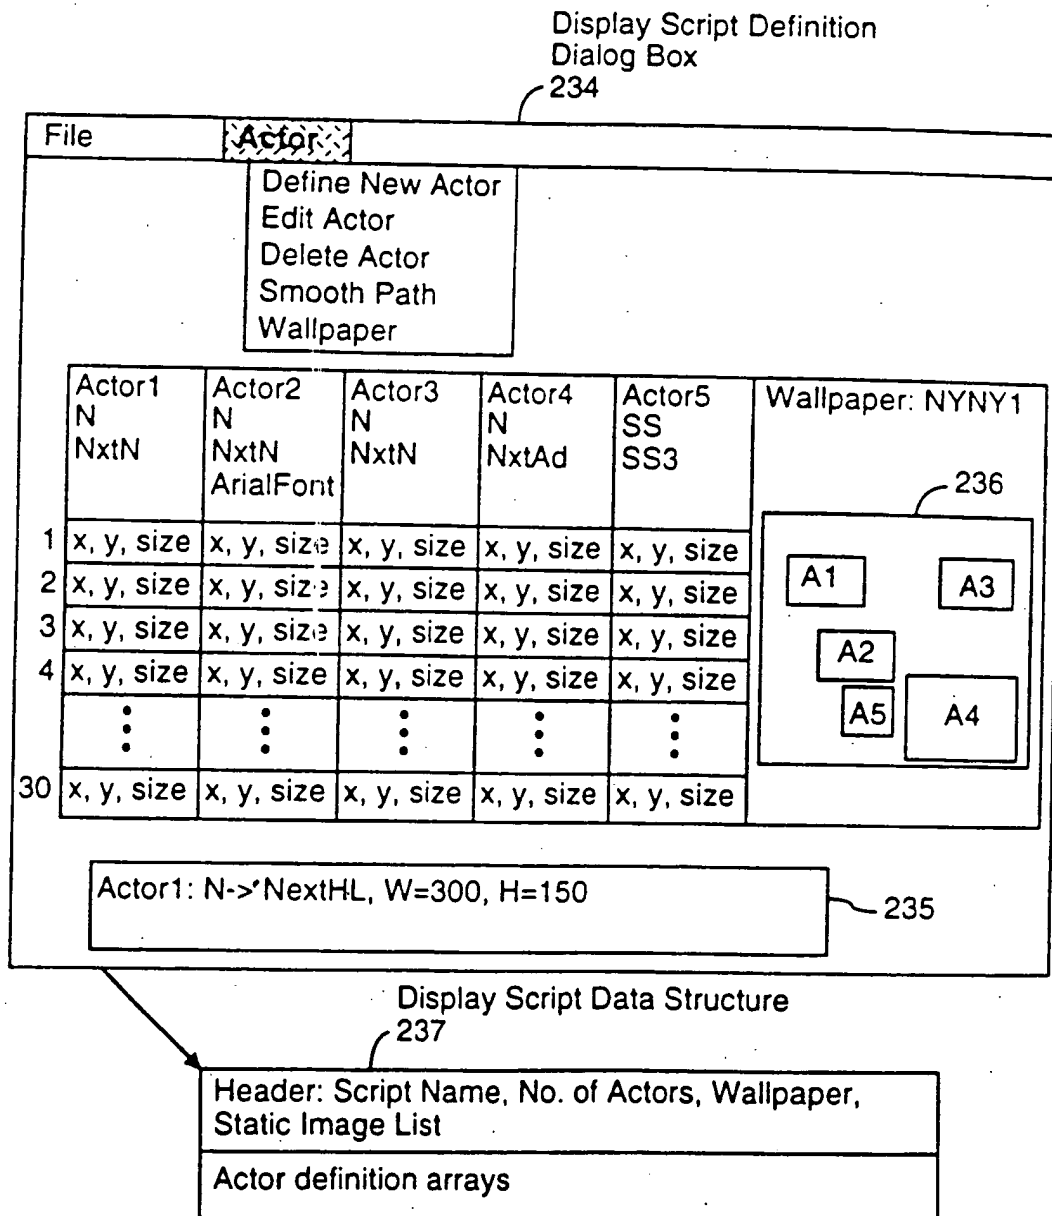 Display Script Definition
Dialog Box
234
File Actor
Define New Actor
Edit Actor
Delete Actor
Smooth Path
Wallpaper
Actor1 Actor2 Actor3 Actor4 Actor5 Wallpaper: NYNY1
N N N N SS
NxtN NxtN NxtN NxtAd SS3
ArialFont
236
1 x, y, size x, y, size x, y, size x, y, size x, y, size
2 x, y, size x, y, size x, y, size x, y, size x, y, size
3 x, y, size x, y, size x, y, size x, y, size x, y, size
4 x, y, size x, y, size x, y, size x, y, size x, y, size
30 x, y, size x, y, size x, y, size x, y, size x, y, size
A1 A3
A2
A5 A4
Actor1: N-> NextHL, W=300, H=150
235
Display Script Data Structure
237
Header: Script Name, No. of Actors, Wallpaper,
Static Image List
Actor definition arrays